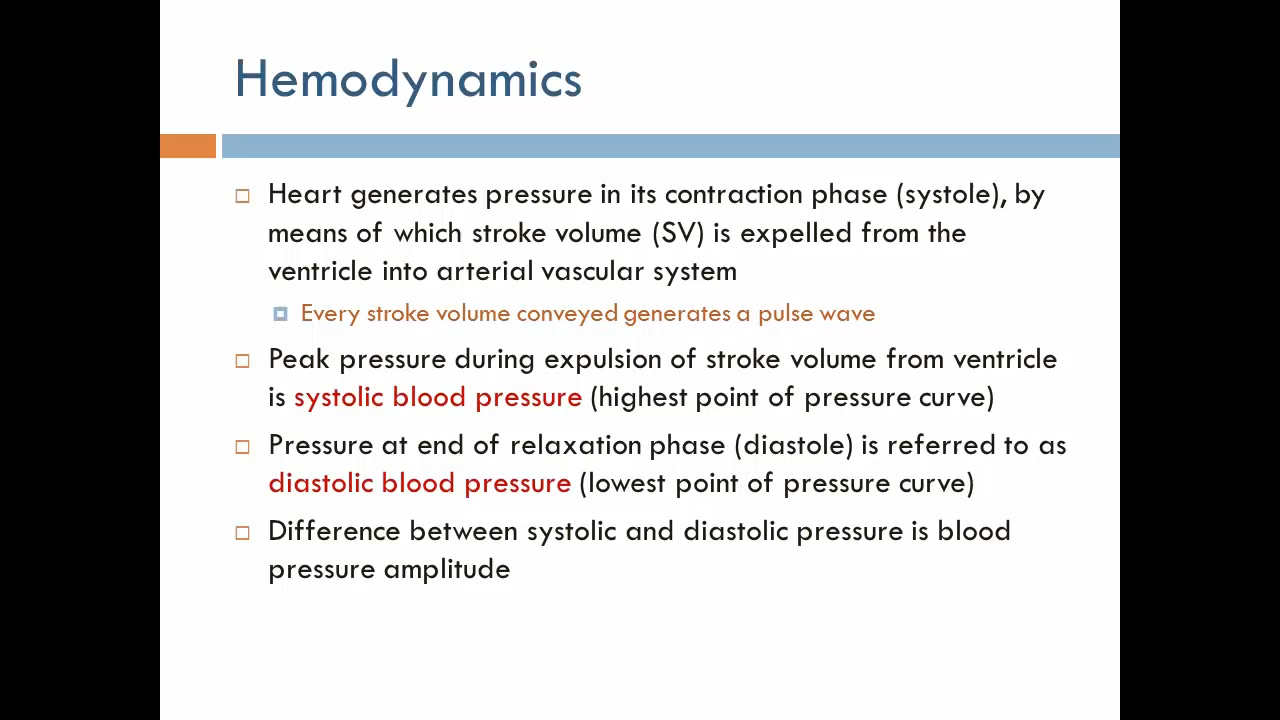 Hemodynamics
Heart generates pressure in its contraction phase (systole), by
means of which stroke volume (SV) is expelled from the
ventricle into arterial vascular system
Every stroke volume conveyed generates a pulse wave
Peak pressure during expulsion of stroke volume from ventricle
is systolic blood pressure (highest point of pressure curve)
Pressure at end of relaxation phase (diastole) is referred to as
diastolic blood pressure (lowest point of pressure curve)
Difference between systolic and diastolic pressure is blood
pressure amplitude